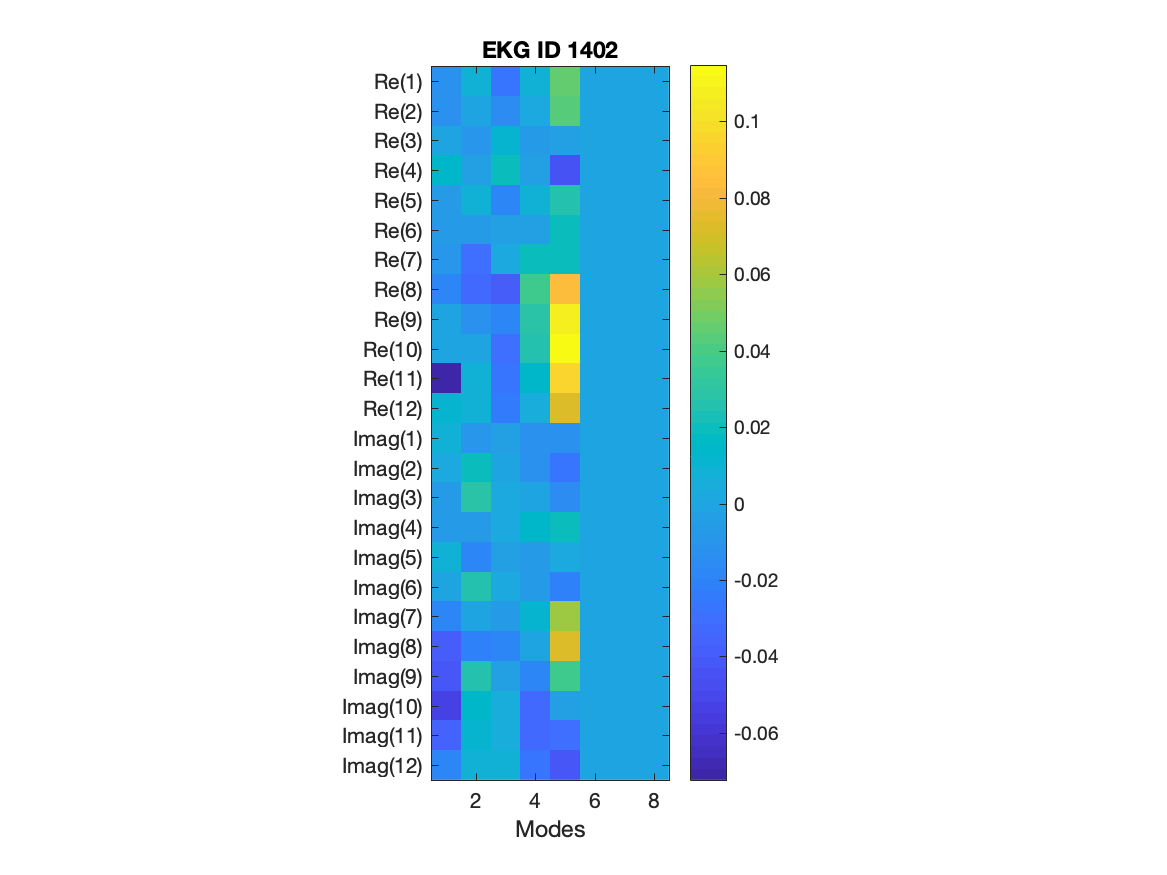 EKG ID 1402
Re(1)
Re(2)
Re(3)
Re(4)
Re(5)
Re(6)
Re(7)
Re(8)
Re(9)
Re(10)
Re(11)
Re(12)
Imag(1)
Imag(2)
Imag(3)
Imag(4)
Imag(5)
Imag(6)
Imag(7)
Imag(8)
Imag(9)
Imag(10)
Imag(11)
Imag(12)
2 4 6 8
Modes
0.1
0.08
0.06
0.04
0.02
0
-0.02
-0.04
-0.06